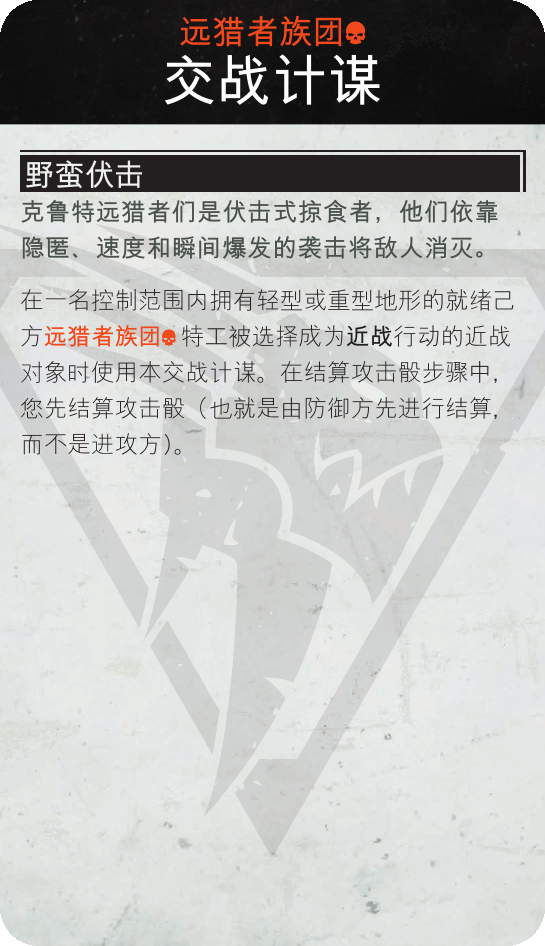 远猎者族团
交战计谋
野蛮伏击
克鲁特远猎者们是伏击式掠食者，他们依靠
隐匿、速度和瞬间爆发的袭击将敌人消灭。
在一名控制范围内拥有轻型或重型地形的就绪己
方远猎者族团特工被选择成为近战行动的近战
对象时使用本交战计谋。在结算攻击骰步骤中，
您先结算攻击骰（也就是由防御方先进行结算，
而不是进攻方）。